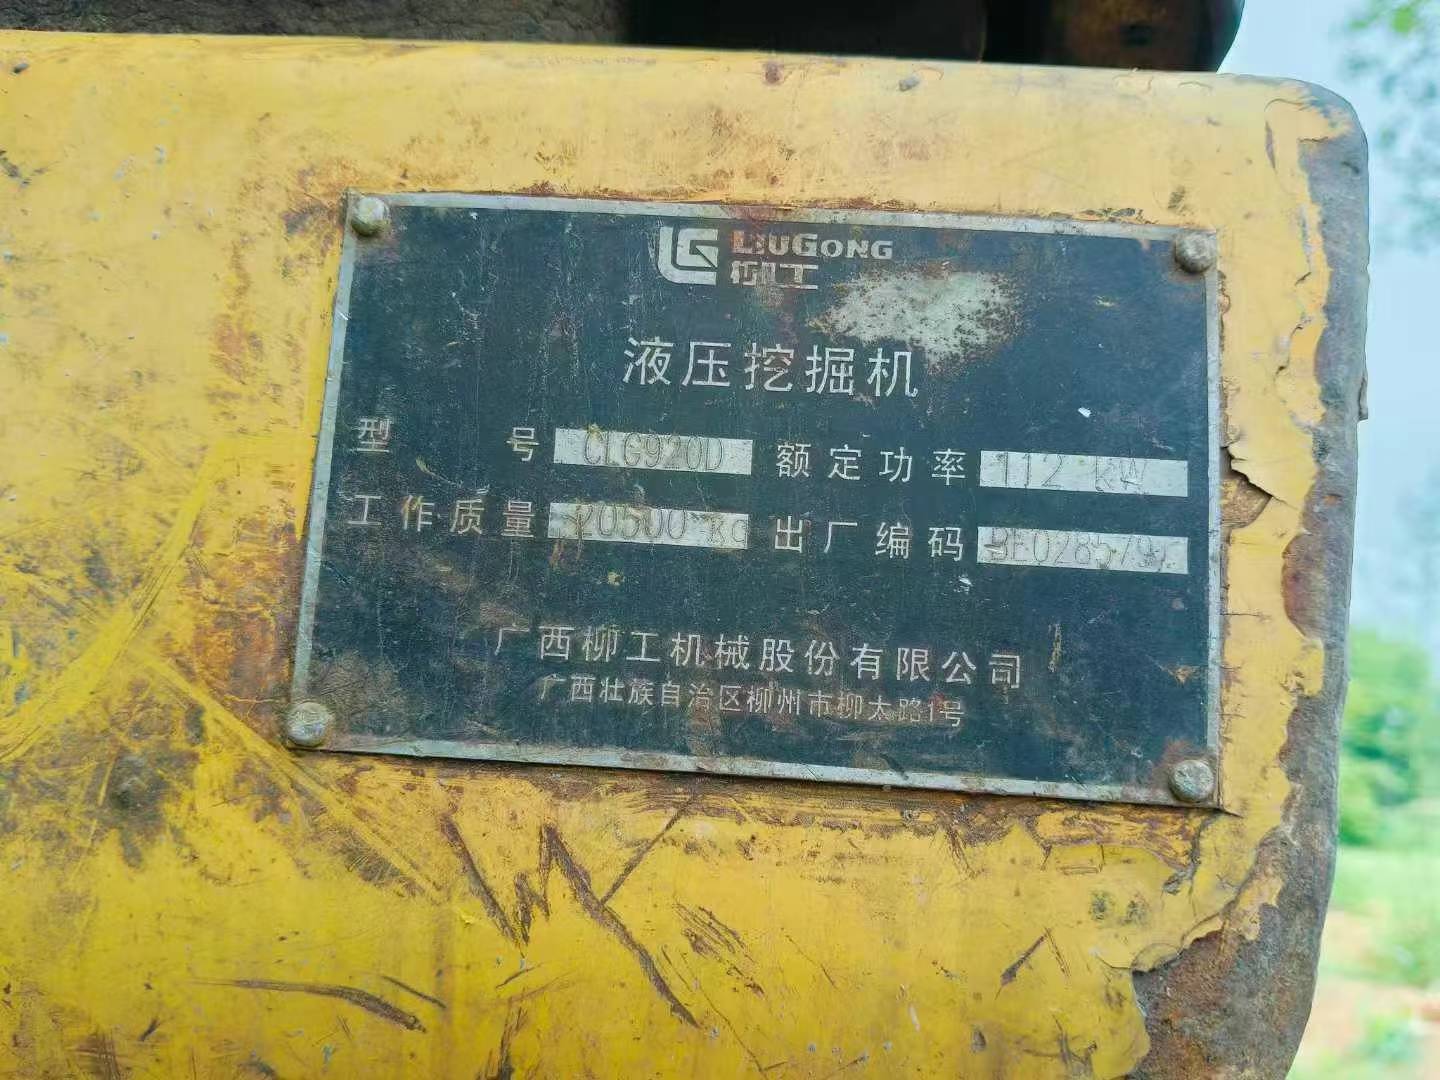 LIUGONG
柳工
液压挖掘机
型 号 CLG920D 额定功率 112 kW
工作质量 20500 kg 出厂编码
广西柳工机械股份有限公司
广西壮族自治区柳州市柳太路1号